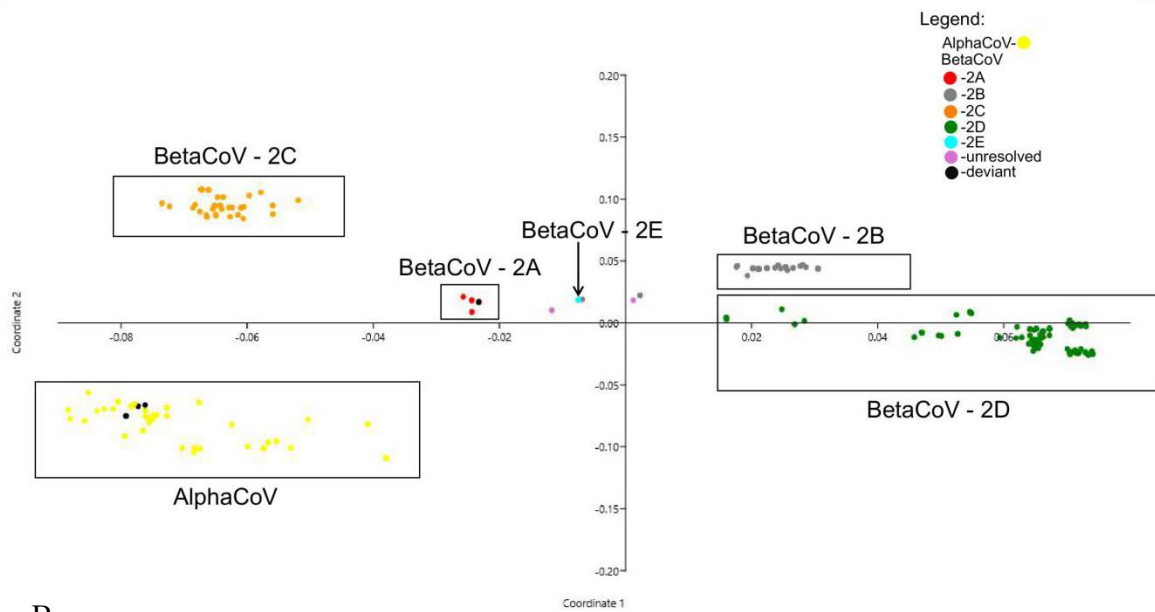 Legend:
AlphaCoV-
BetaCoV
-2A
-2B
-2C
-2D
-2E
-unresolved
-deviant
0.20
0.15
BetaCoV - 2C
0.10
BetaCoV - 2E
BetaCoV - 2B
BetaCoV - 2A
0.05
0.00
-0.08
-0.06
-0.04
-0.02
0.02
0.04
0.06
Coordinate 2
-0.05
BetaCoV - 2D
-0.10
AlphaCoV
-0.15
-0.20
Coordinate 1